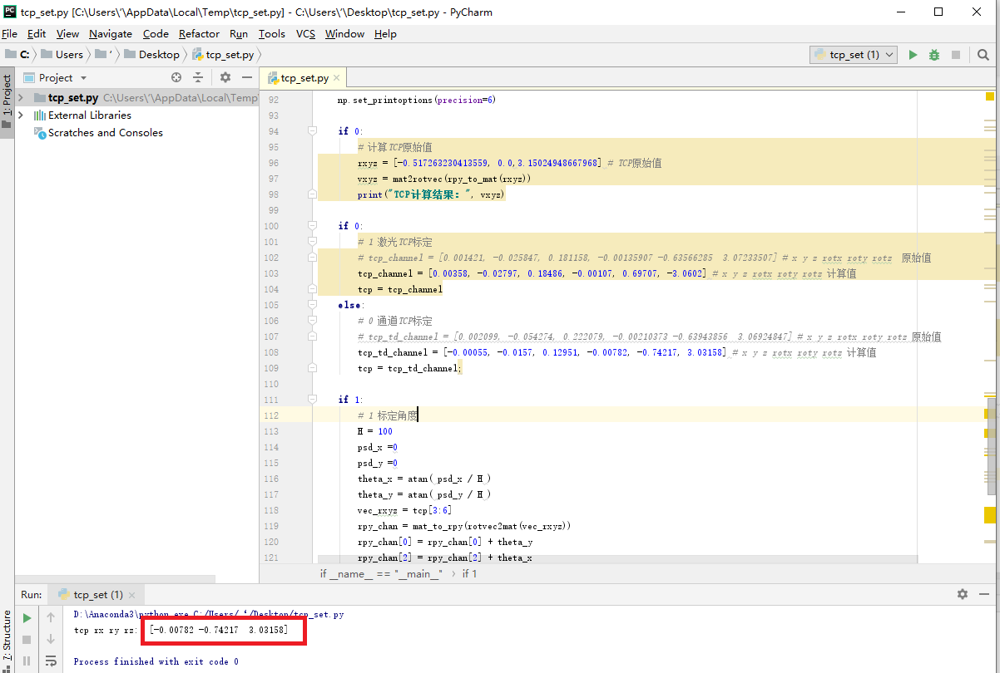 tcp_set.py [C:\Users\‘\AppData\Local\Temp\tcp_set.py] - C:\Users\‘\Desktop\tcp_set.py - PyCharm
File Edit View Navigate Code Refactor Run Tools VCS Window Help
C: Users ‘ Desktop tcp_set.py tcp_set (1)
Project tcp_set.py
1: Project
tcp_set.py C:\Users\‘\AppData\Local\Temp
External Libraries
Scratches and Consoles
92 np.set_printoptions(precision=6)
93
94 if 0:
95 # 计算TCP原始值
96 rxyz = [-0.517263230413559, 0.0,3.15024948667968] # TCP原始值
97 vxyz = mat2rotvec(rpy_to_mat(rxyz))
98 print("TCP计算结果：", vxyz)
99
100 if 0:
101 # 1 激光TCP标定
102 # tcp_channel = [0.001421, -0.025847, 0.181158, -0.00135907 -0.63566285 3.07233507] # x y z rotx roty rotz 原始值
103 tcp_channel = [0.00358, -0.02797, 0.18486, -0.00107, 0.69707, -3.0602] # x y z rotx roty rotz 计算值
104 tcp = tcp_channel
105 else:
106 # 0 通道TCP标定
107 # tcp_td_channel = [0.002099, -0.054274, 0.222079, -0.00210373 -0.63943856 3.06924847] # x y z rotx roty rotz 原始值
108 tcp_td_channel = [-0.00055, -0.0157, 0.12951, -0.00782, -0.74217, 3.03158] # x y z rotx roty rotz 计算值
109 tcp = tcp_td_channel;
110
111 if 1:
112 # 1 标定角度
113 H = 100
114 psd_x =0
115 psd_y =0
116 theta_x = atan( psd_x / H )
117 theta_y = atan( psd_y / H )
118 vec_rxyz = tcp[3:6]
119 rpy_chan = mat_to_rpy(rotvec2mat(vec_rxyz))
120 rpy_chan[0] = rpy_chan[0] + theta_y
121 rpy_chan[2] = rpy_chan[2] + theta_x
if __name__ == "__main__" › if 1
Run: tcp_set (1)
7: Structure
D:\Anaconda3\python.exe C:/Users/‘/Desktop/tcp_set.py
tcp rx ry rz: [-0.00782 -0.74217 3.03158]
Process finished with exit code 0